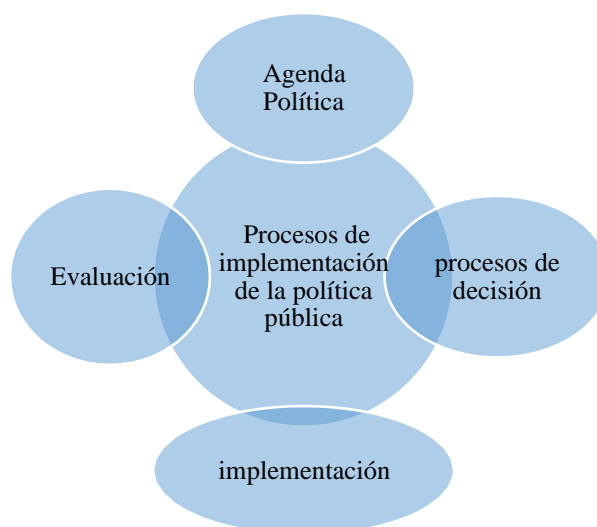 Agenda
Política
Procesos de
implementación
de la política
pública
Evaluación
procesos de
decisión
implementación